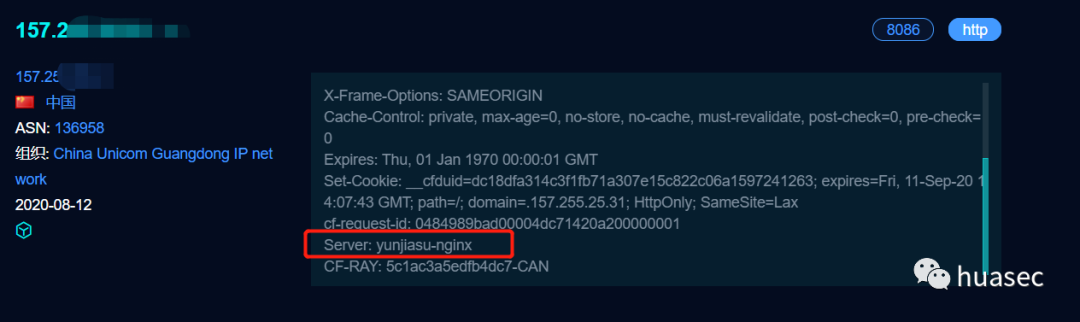 157.2
8086
http
157.25
中国
ASN: 136958
组织: China Unicom Guangdong IP net
work
2020-08-12
X-Frame-Options: SAMEORIGIN
Cache-Control: private, max-age=0, no-store, no-cache, must-revalidate, post-check=0, pre-check=
0
Expires: Thu, 01 Jan 1970 00:00:01 GMT
Set-Cookie: __cfduid=dc18dfa314c3f1fb71a307e15c822c06a1597241263; expires=Fri, 11-Sep-20 1
4:07:43 GMT; path=/; domain=.157.255.25.31; HttpOnly; SameSite=Lax
cf-request-id: 0484989bad00004dc71420a200000001
Server: yunjiasu-nginx
CF-RAY: 5c1ac3a5edfb4dc7-CAN
huasec